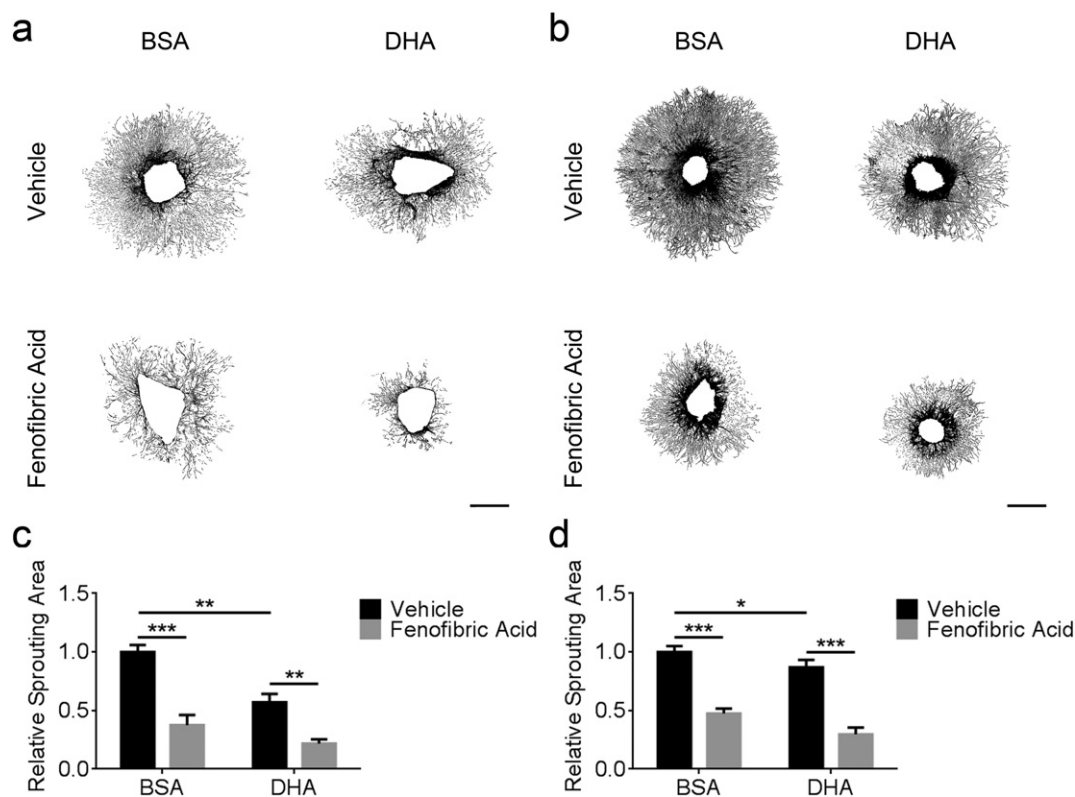 a
BSA
DHA
b
BSA
DHA
Vehicle
Vehicle
Fenofibric Acid
Fenofibric Acid
c
Relative Sprouting Area
1.5
1.0
0.5
0.0
**
***
**
BSA
DHA
Vehicle
Fenofibric Acid
d
Relative Sprouting Area
1.5
1.0
0.5
0.0
*
***
***
BSA
DHA
Vehicle
Fenofibric Acid